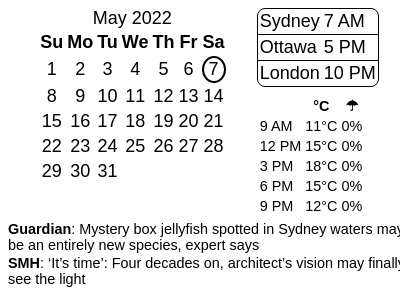 May 2022
Su Mo Tu We Th Fr Sa
1 2 3 4 5 6 7
8 9 10 11 12 13 14
15 16 17 18 19 20 21
22 23 24 25 26 27 28
29 30 31
Sydney 7 AM
Ottawa 5 PM
London 10 PM
°C ☂
9 AM 11°C 0%
12 PM 15°C 0%
3 PM 18°C 0%
6 PM 15°C 0%
9 PM 12°C 0%
Guardian: Mystery box jellyfish spotted in Sydney waters may
be an entirely new species, expert says
SMH: ‘It’s time’: Four decades on, architect’s vision may finally
see the light